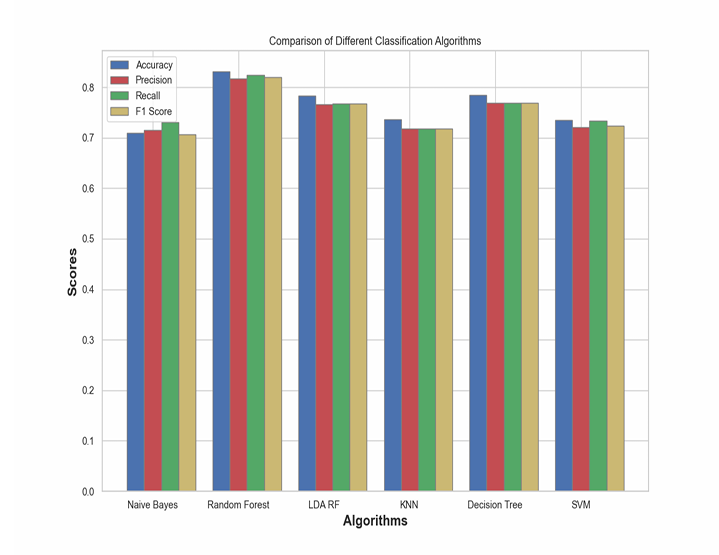 Comparison of Different Classification Algorithms
Accuracy
Precision
Recall
F1 Score
0.8
0.7
0.6
0.5
0.4
0.3
0.2
0.1
0.0
Scores
Naive Bayes
Random Forest
LDA RF
KNN
Decision Tree
SVM
Algorithms